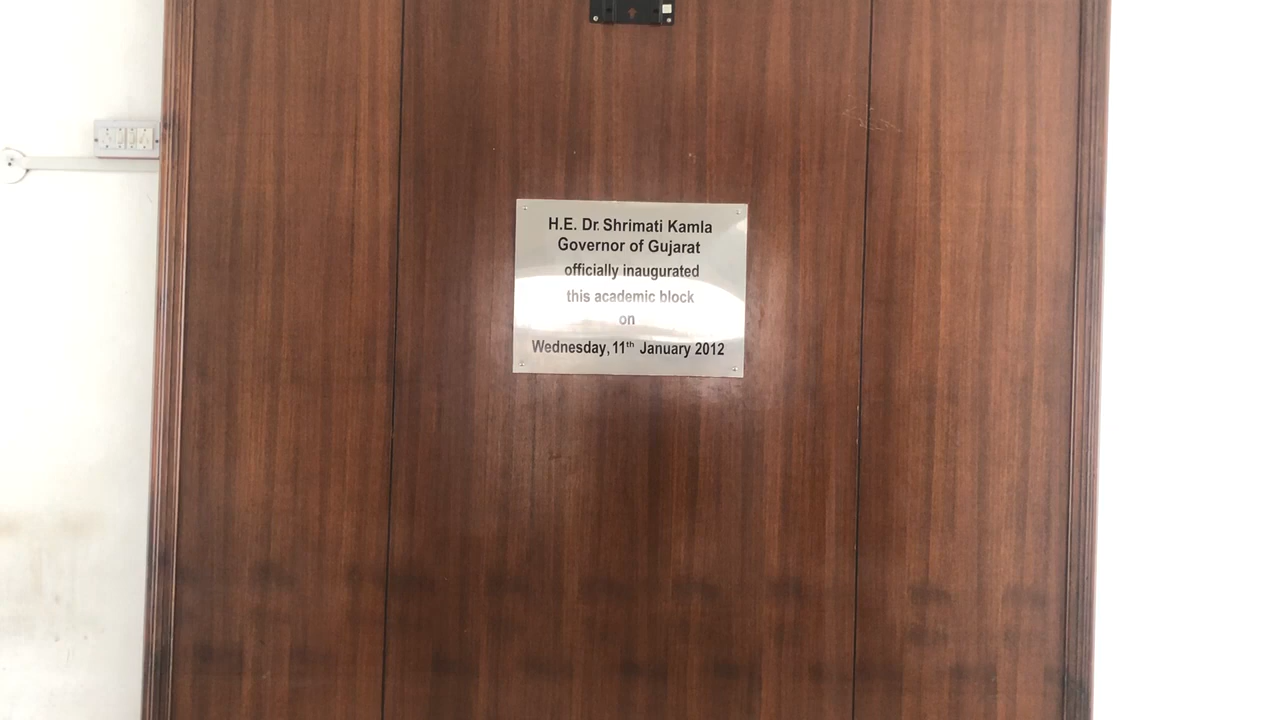 H.E. Dr. Shrimati Kamla
Governor of Gujarat
officially inaugurated
this academic block
on
Wednesday, 11th January 2012